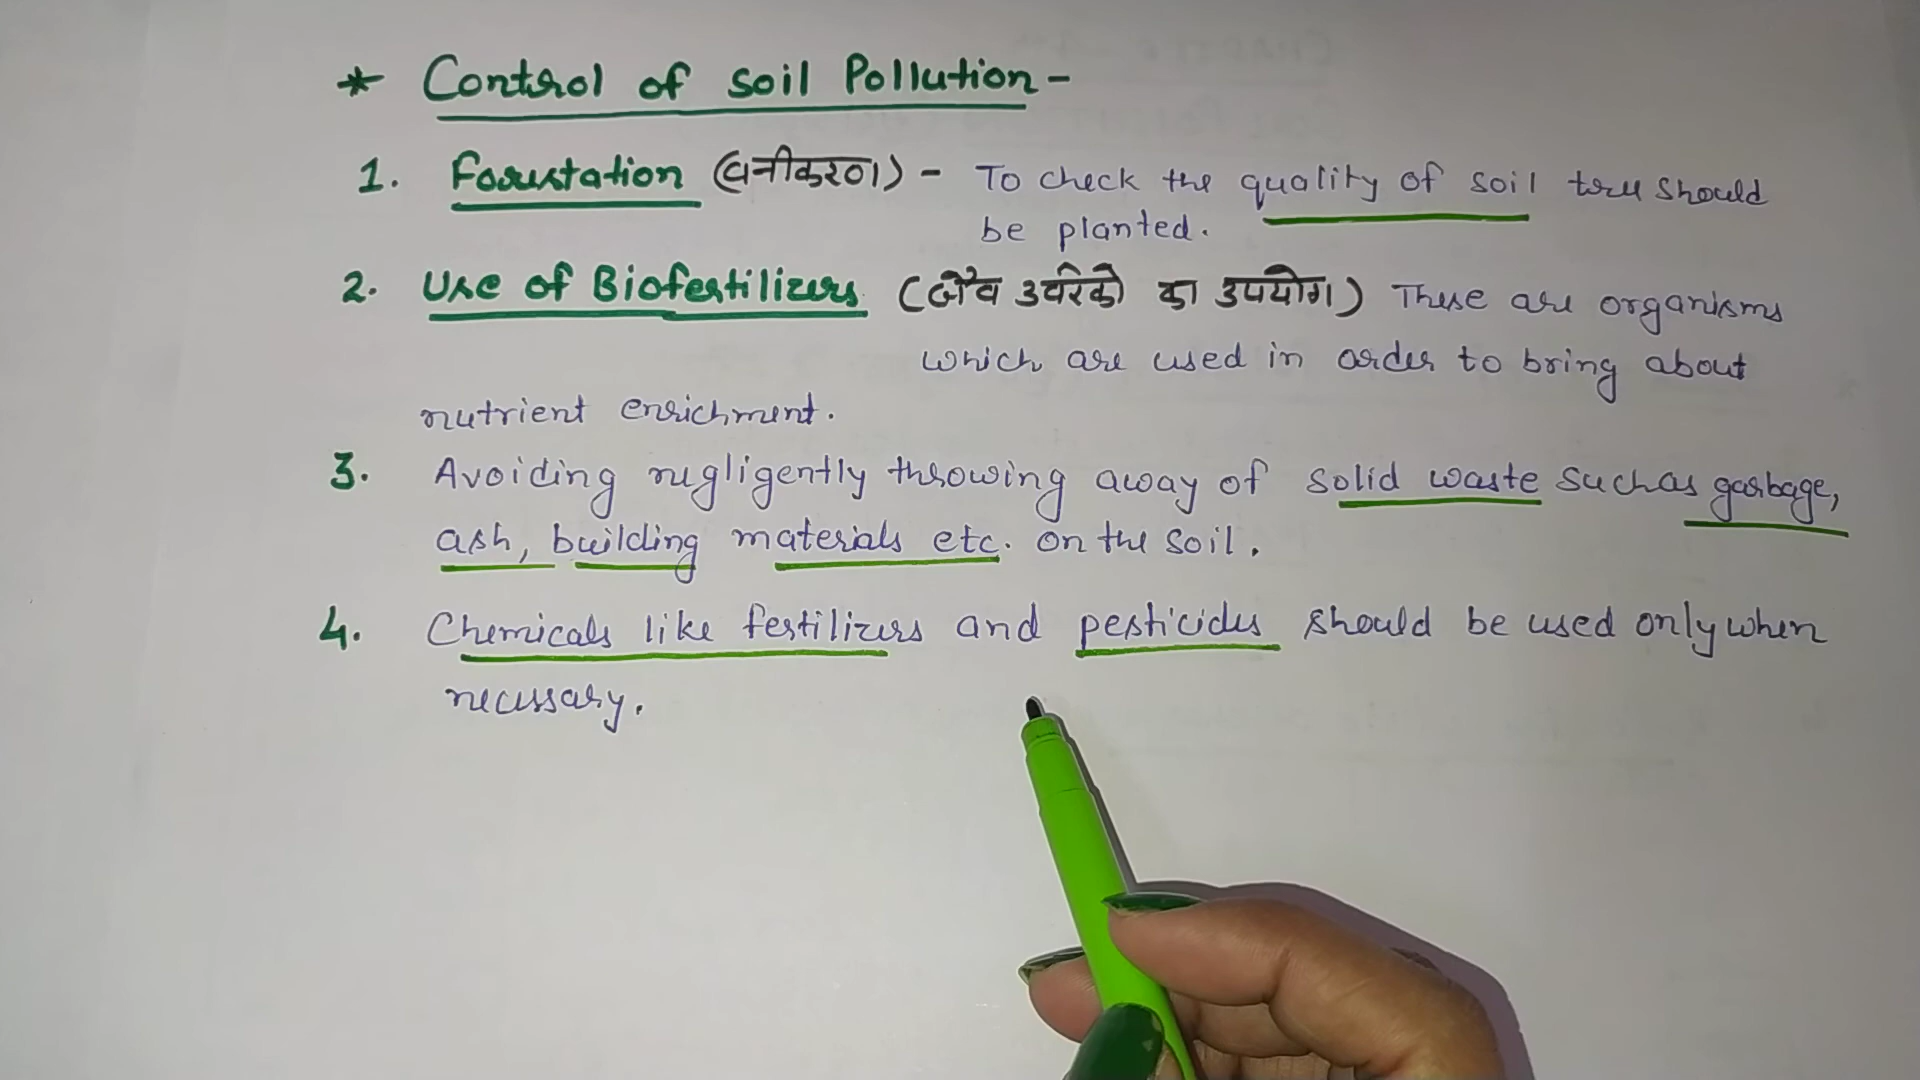 * Control of soil Pollution -
1. Forestation (वनीकरण) - To check the quality of soil tree should
be planted.
2. Use of Biofertilizers (जैव उर्वरको का उपयोग) These are organisms
which are used in order to bring about
nutrient enrichment.
3. Avoiding negligently throwing away of solid waste such as garbage,
ash, building materials etc. on the soil.
4. Chemicals like fertilizers and pesticides should be used only when
necessary.